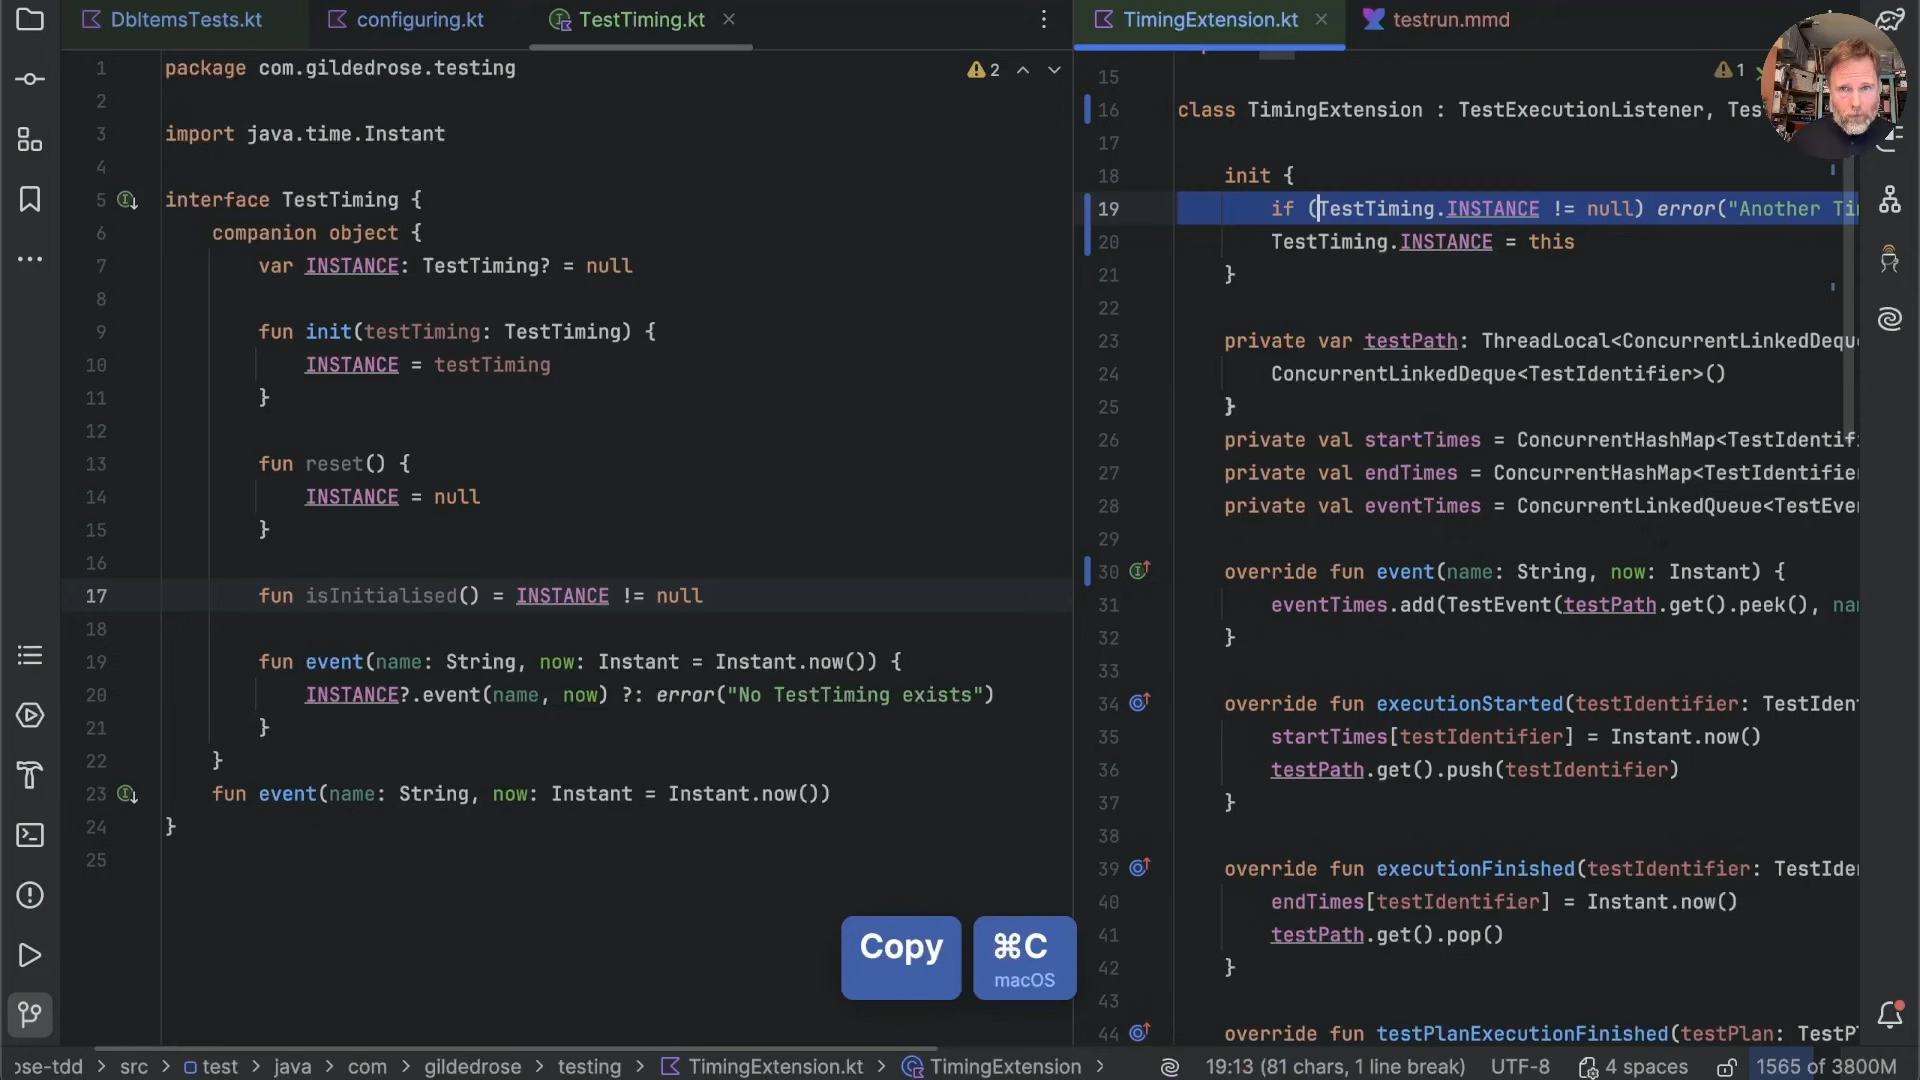 DbItemsTests.kt
configuring.kt
TestTiming.kt
TimingExtension.kt
testrun.mmd
2
1
1 package com.gildedrose.testing
2
3 import java.time.Instant
4
5 interface TestTiming {
6 companion object {
7 var INSTANCE: TestTiming? = null
8
9 fun init(testTiming: TestTiming) {
10 INSTANCE = testTiming
11 }
12
13 fun reset() {
14 INSTANCE = null
15 }
16
17 fun isInitialised() = INSTANCE != null
18
19 fun event(name: String, now: Instant = Instant.now()) {
20 INSTANCE?.event(name, now) ?: error("No TestTiming exists")
21 }
22 }
23 fun event(name: String, now: Instant = Instant.now())
24 }
25
15
16 class TimingExtension : TestExecutionListener, Tes
17
18 init {
19 if (TestTiming.INSTANCE != null) error("Another Ti
20 TestTiming.INSTANCE = this
21 }
22
23 private var testPath: ThreadLocal<ConcurrentLinkedDeque
24 ConcurrentLinkedDeque<TestIdentifier>()
25 }
26 private val startTimes = ConcurrentHashMap<TestIdentif
27 private val endTimes = ConcurrentHashMap<TestIdentifie
28 private val eventTimes = ConcurrentLinkedQueue<TestEve
29
30 override fun event(name: String, now: Instant) {
31 eventTimes.add(TestEvent(testPath.get().peek(), nam
32 }
33
34 override fun executionStarted(testIdentifier: TestIden
35 startTimes[testIdentifier] = Instant.now()
36 testPath.get().push(testIdentifier)
37 }
38
39 override fun executionFinished(testIdentifier: TestIde
40 endTimes[testIdentifier] = Instant.now()
41 testPath.get().pop()
42 }
43
44 override fun testPlanExecutionFinished(testPlan: TestP
Copy
⌘C
macOS
ose-tdd > src > test > java > com > gildedrose > testing > TimingExtension.kt > TimingExtension >
19:13 (81 chars, 1 line break) UTF-8 4 spaces 1565 of 3800M